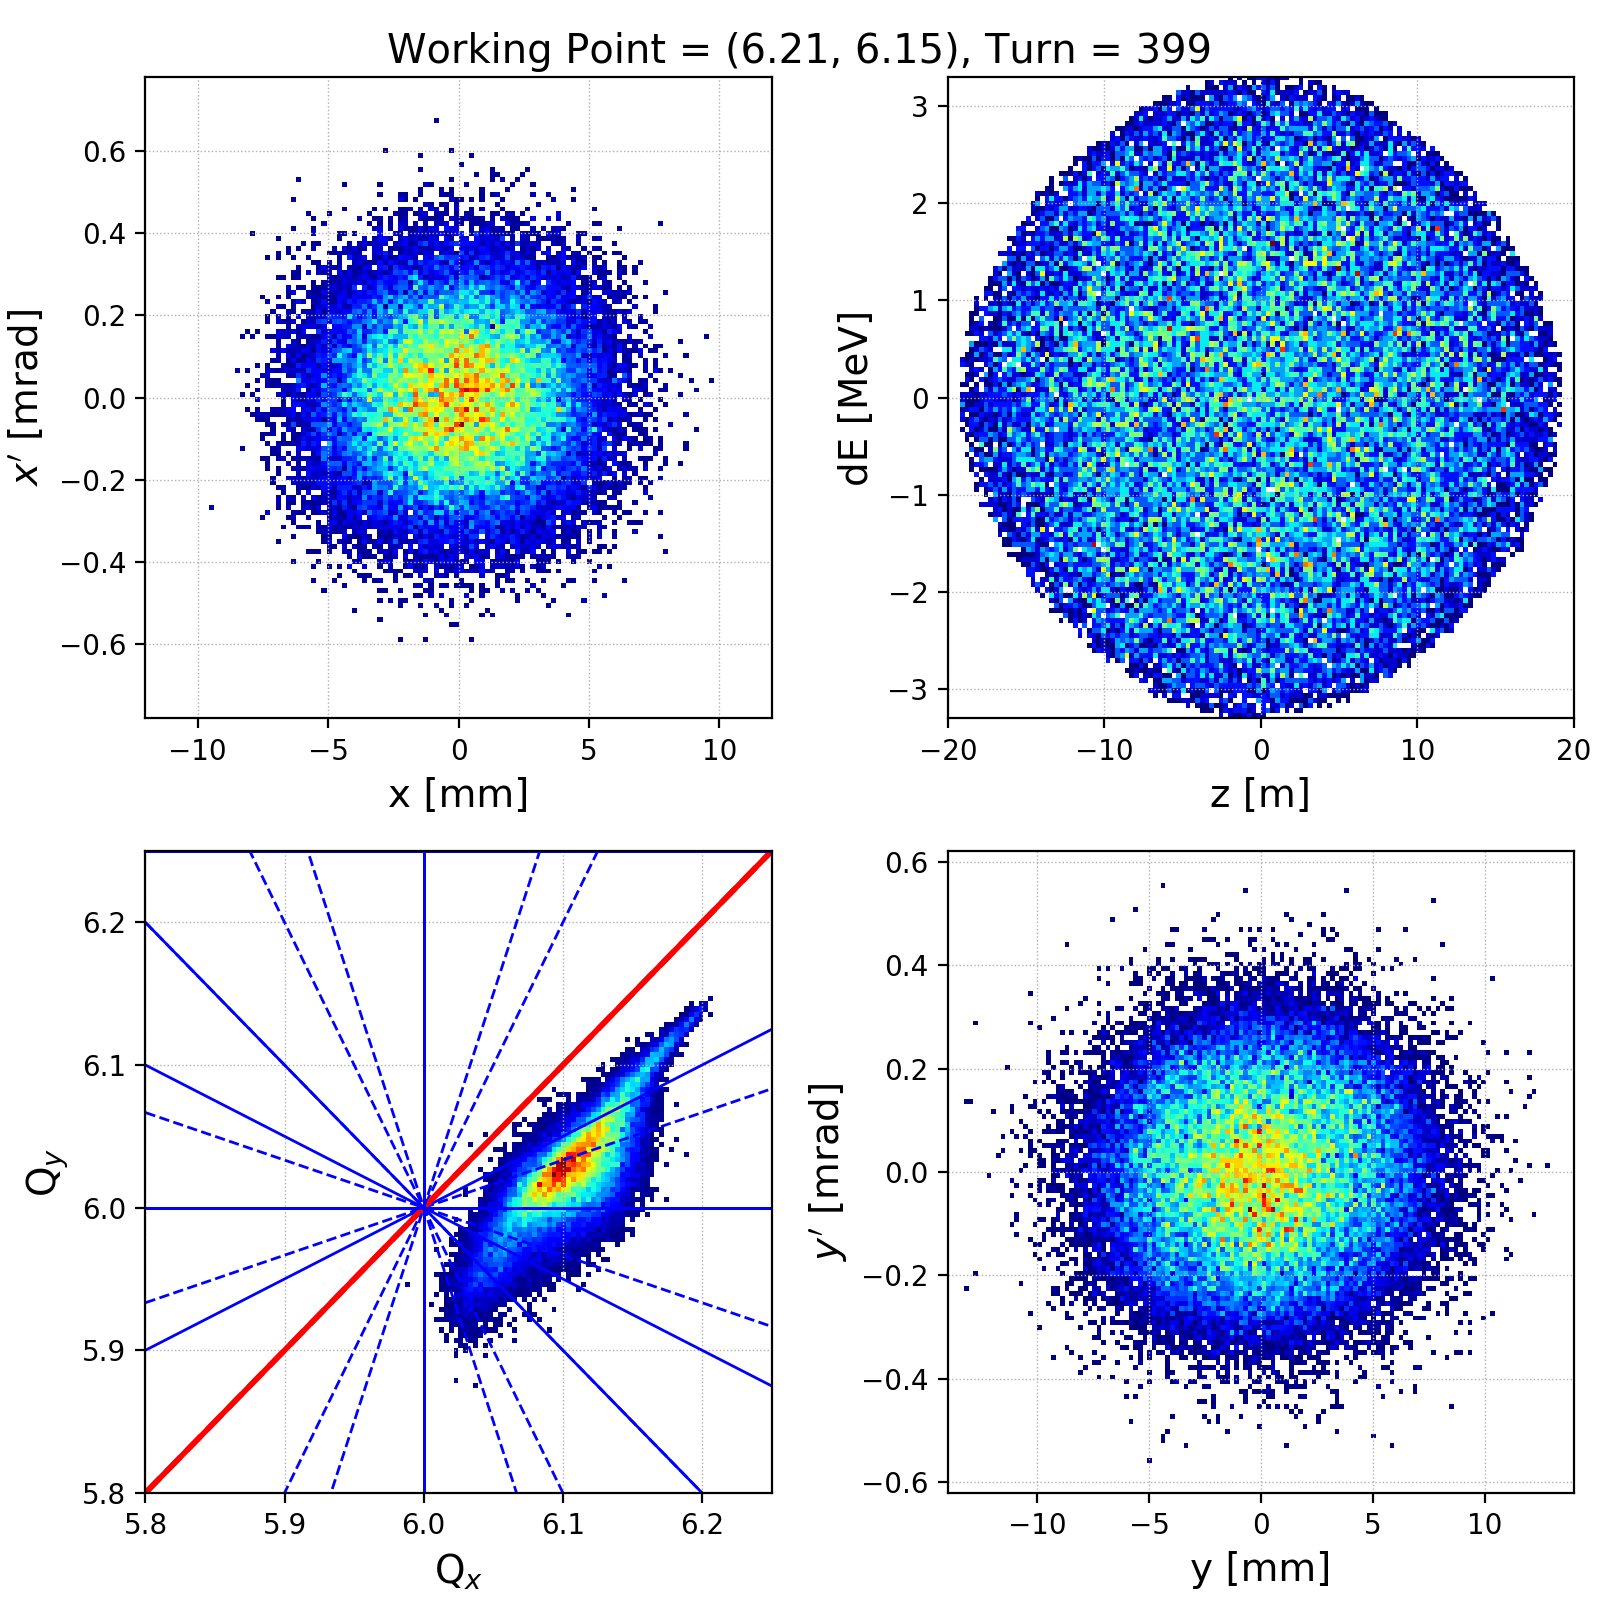 Working Point = (6.21, 6.15), Turn = 399
0.6
0.4
0.2
0.0
−0.2
−0.4
−0.6
x′ [mrad]
−10 −5 0 5 10
x [mm]
3
2
1
0
−1
−2
−3
dE [MeV]
−20 −10 0 10 20
z [m]
6.2
6.1
6.0
5.9
5.8
Qy
5.8 5.9 6.0 6.1 6.2
Qx
0.6
0.4
0.2
0.0
−0.2
−0.4
−0.6
y′ [mrad]
−10 −5 0 5 10
y [mm]